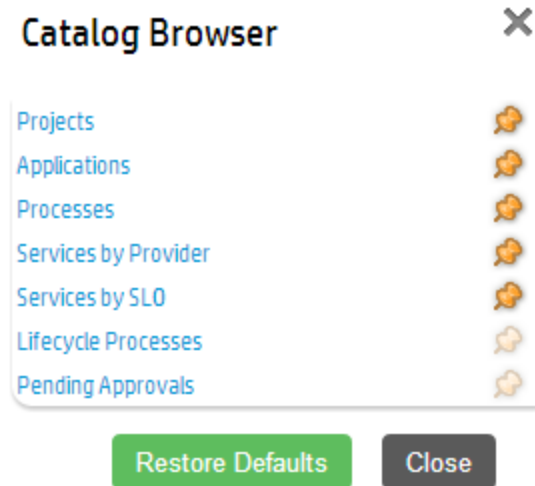 Catalog Browser
Projects
Applications
Processes
Services by Provider
Services by SLO
Lifecycle Processes
Pending Approvals
Restore Defaults
Close